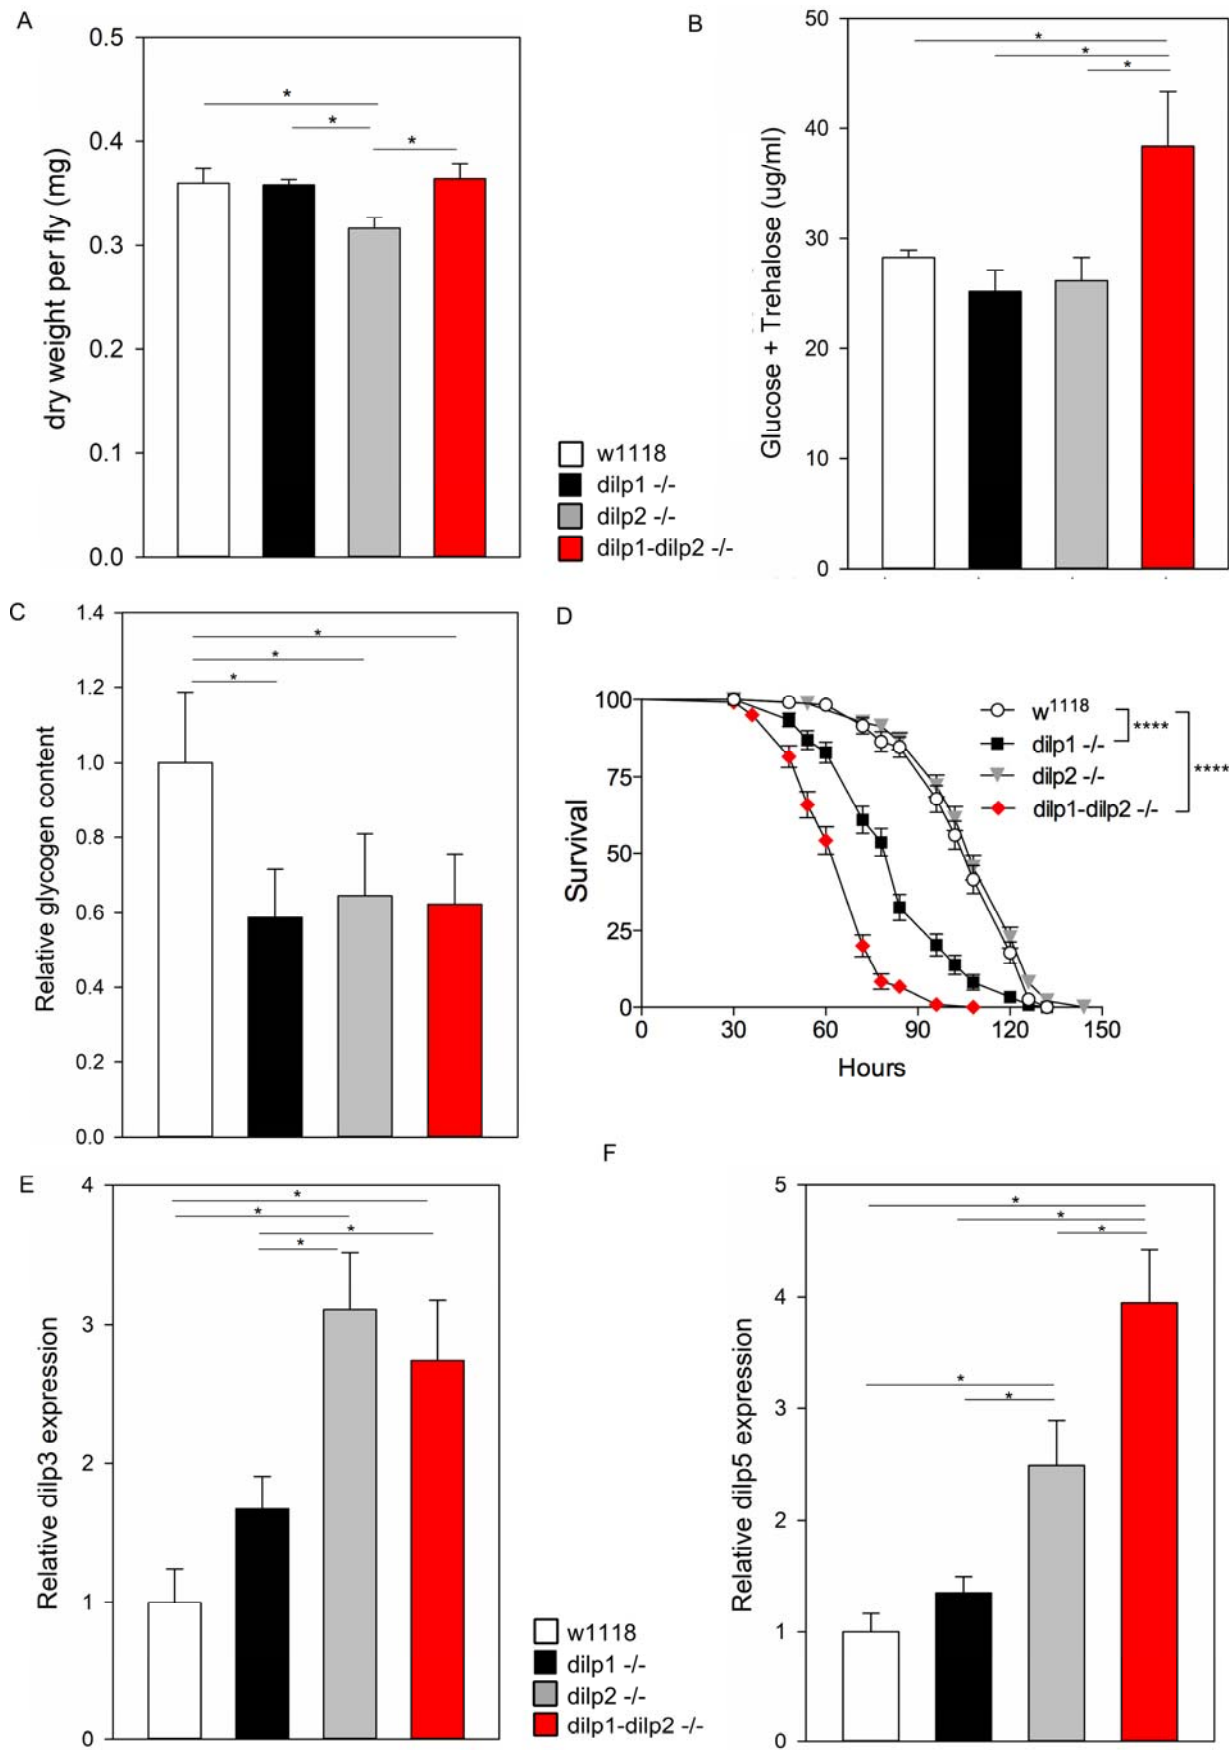 A
dry weight per fly (mg)
0.5
0.4
0.3
0.2
0.1
0.0
*
*
*
w1118
dilp1 -/-
dilp2 -/-
dilp1-dilp2 -/-
B
Glucose + Trehalose (ug/ml)
50
40
30
20
10
0
*
*
*
C
Relative glycogen content
1.4
1.2
1.0
0.8
0.6
0.4
0.2
0.0
*
*
*
D
Survival
100
75
50
25
0
0 30 60 90 120 150
Hours
w1118
dilp1 -/-
dilp2 -/-
dilp1-dilp2 -/-
****
****
E
Relative dilp3 expression
4
3
2
1
0
*
*
*
*
w1118
dilp1 -/-
dilp2 -/-
dilp1-dilp2 -/-
F
Relative dilp5 expression
5
4
3
2
1
0
*
*
*
*
*